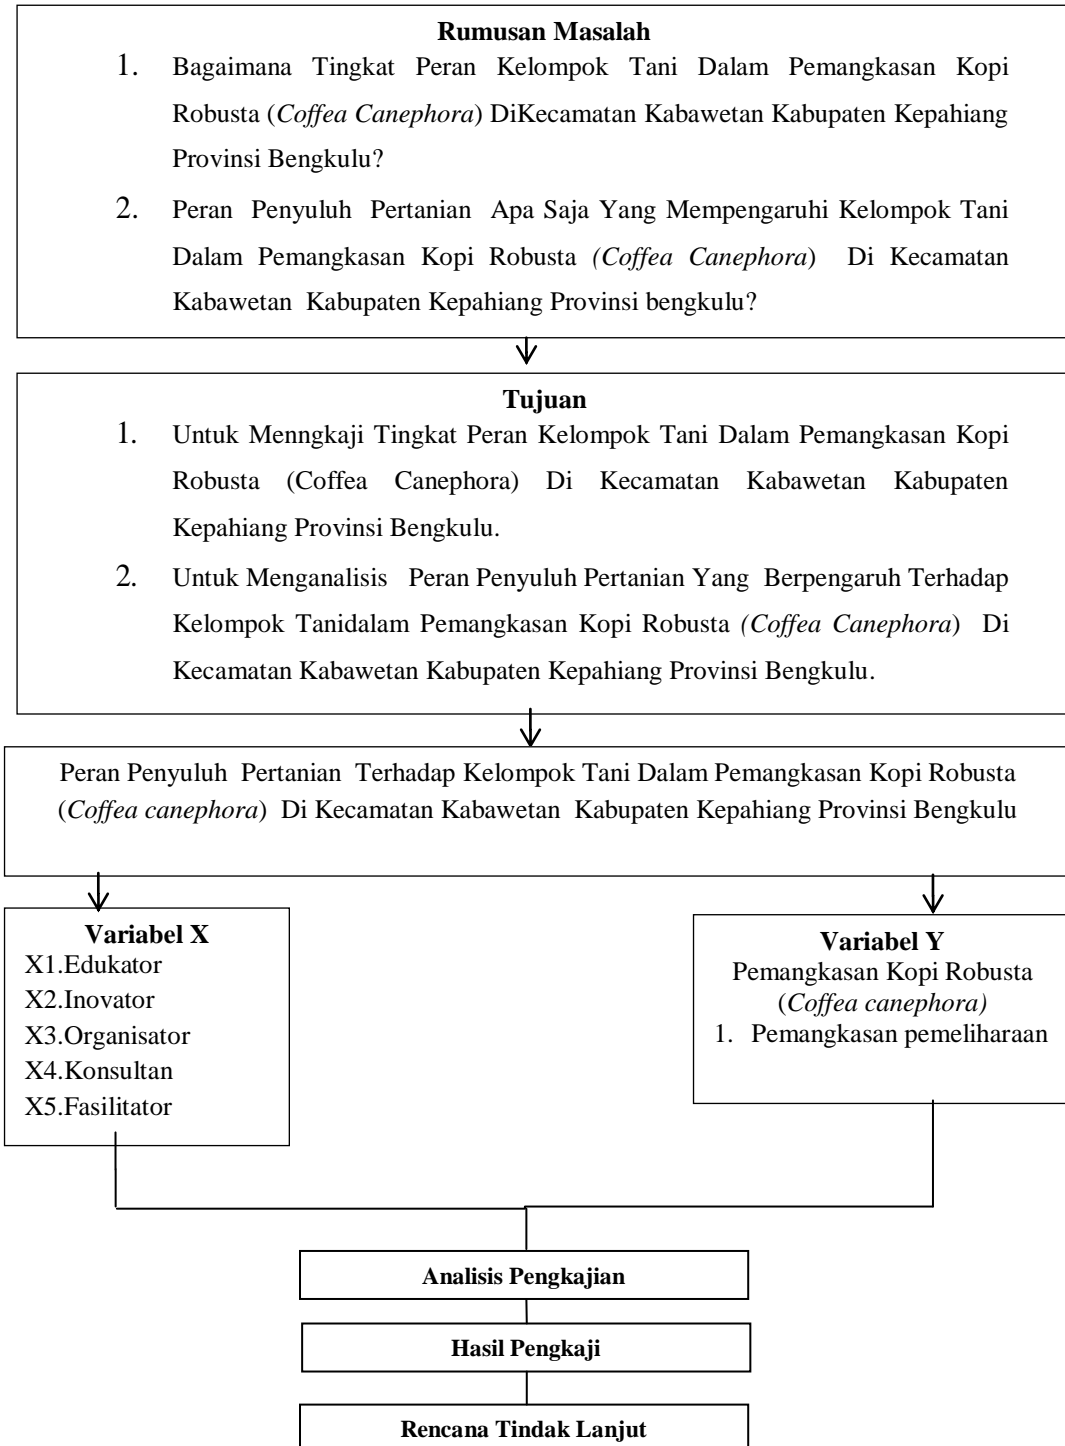 Rumusan Masalah
1. Bagaimana Tingkat Peran Kelompok Tani Dalam Pemangkasan Kopi
Robusta (Coffea Canephora) DiKecamatan Kabawetan Kabupaten Kepahiang
Provinsi Bengkulu?
2. Peran Penyuluh Pertanian Apa Saja Yang Mempengaruhi Kelompok Tani
Dalam Pemangkasan Kopi Robusta (Coffea Canephora) Di Kecamatan
Kabawetan Kabupaten Kepahiang Provinsi bengkulu?
Tujuan
1. Untuk Menngkaji Tingkat Peran Kelompok Tani Dalam Pemangkasan Kopi
Robusta (Coffea Canephora) Di Kecamatan Kabawetan Kabupaten
Kepahiang Provinsi Bengkulu.
2. Untuk Menganalisis Peran Penyuluh Pertanian Yang Berpengaruh Terhadap
Kelompok Tanidalam Pemangkasan Kopi Robusta (Coffea Canephora) Di
Kecamatan Kabawetan Kabupaten Kepahiang Provinsi Bengkulu.
Peran Penyuluh Pertanian Terhadap Kelompok Tani Dalam Pemangkasan Kopi Robusta
(Coffea canephora) Di Kecamatan Kabawetan Kabupaten Kepahiang Provinsi Bengkulu
Variabel X
X1.Edukator
X2.Inovator
X3.Organisator
X4.Konsultan
X5.Fasilitator
Variabel Y
Pemangkasan Kopi Robusta
(Coffea canephora)
1. Pemangkasan pemeliharaan
Analisis Pengkajian
Hasil Pengkaji
Rencana Tindak Lanjut